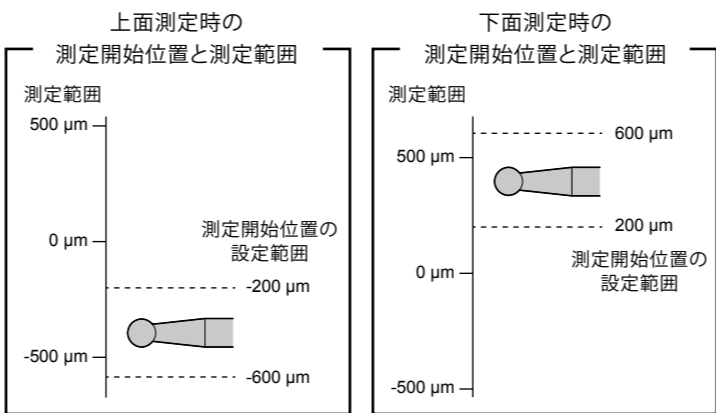 上面測定時の
測定開始位置と測定範囲
測定範囲
500 µm
0 µm
測定開始位置の
設定範囲
-200 µm
-500 µm
-600 µm
下面測定時の
測定開始位置と測定範囲
測定範囲
600 µm
500 µm
200 µm
測定開始位置の
設定範囲
0 µm
-500 µm